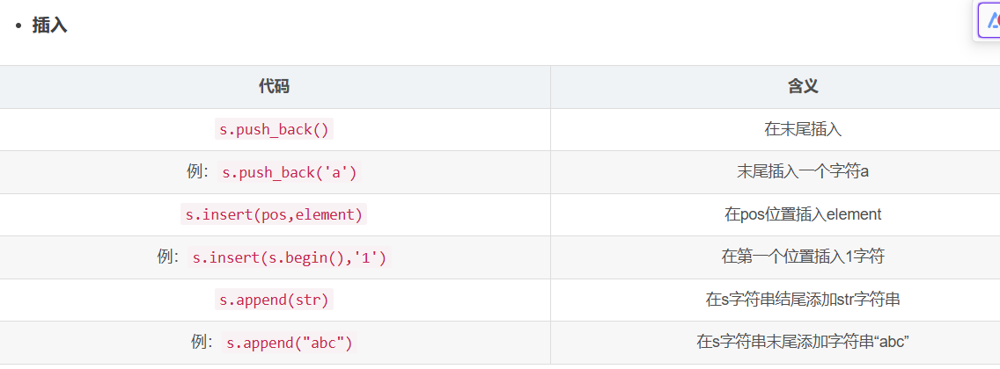 插入
代码 含义
s.push_back() 在末尾插入
例：s.push_back('a') 末尾插入一个字符a
s.insert(pos,element) 在pos位置插入element
例：s.insert(s.begin(),'1') 在第一个位置插入1字符
s.append(str) 在s字符串结尾添加str字符串
例：s.append("abc") 在s字符串末尾添加字符串“abc”